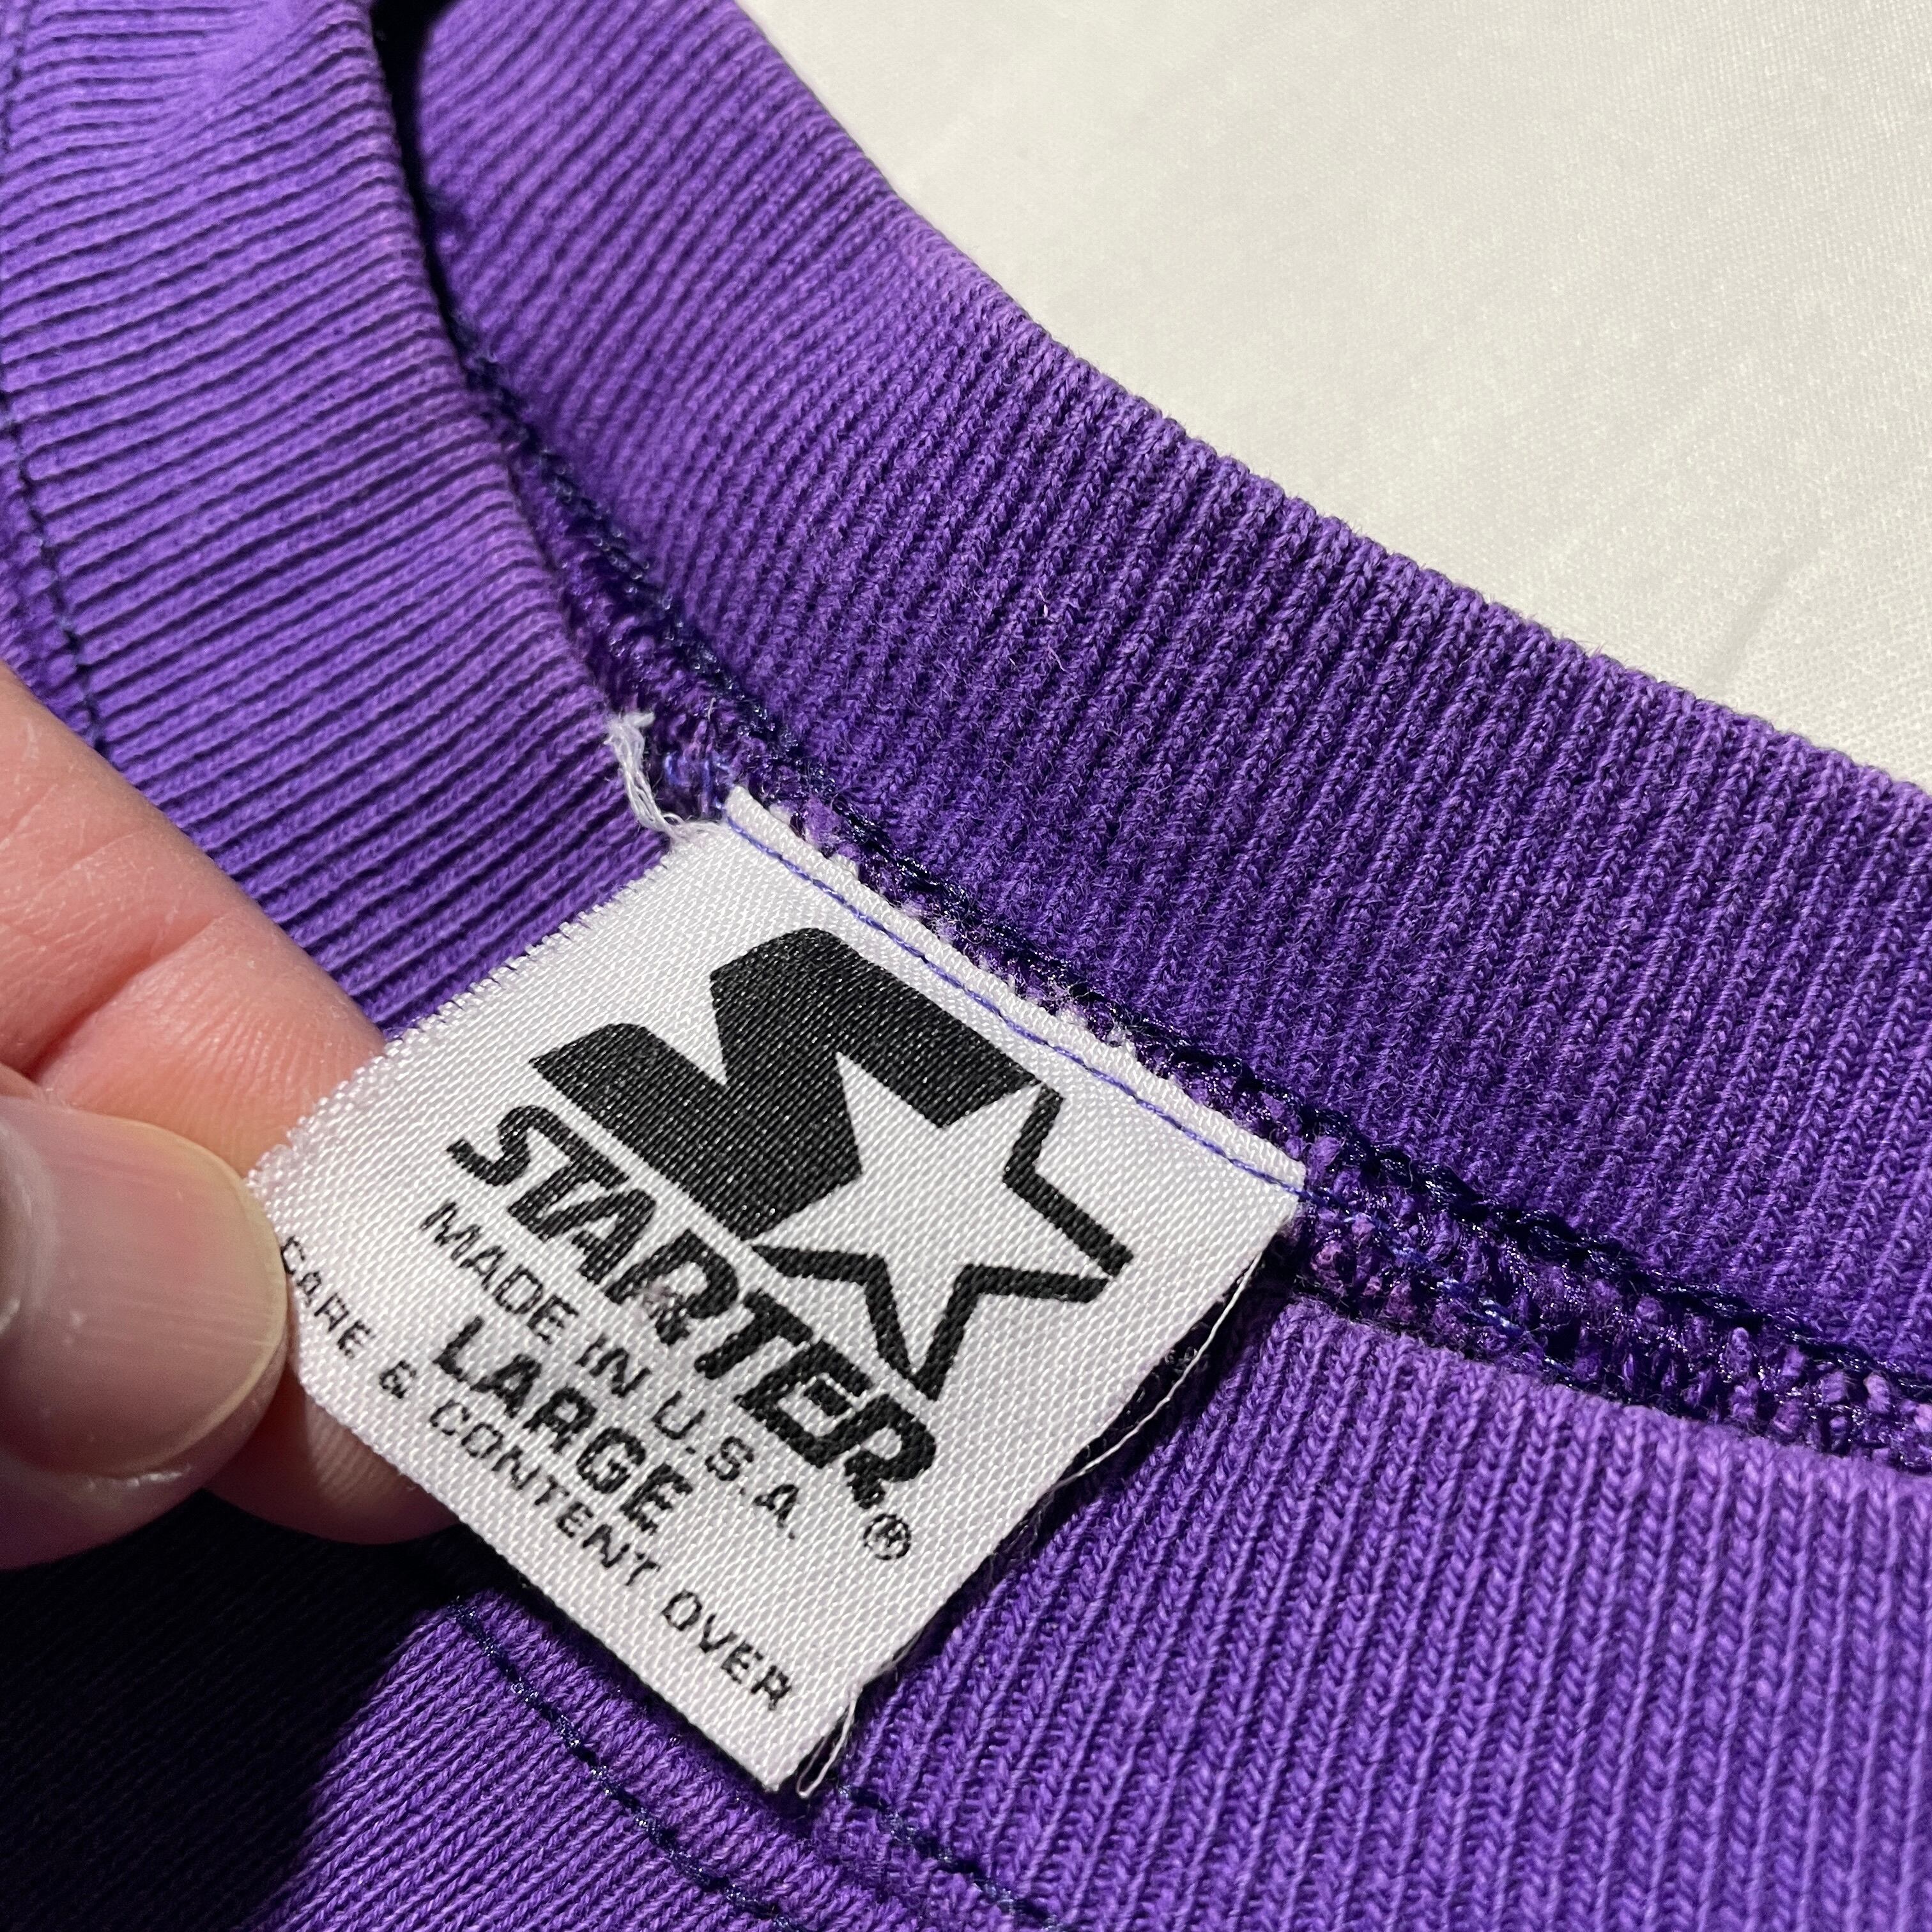 STARTER®
MADE IN U.S.A.
LARGE
CARE & CONTENT OVER